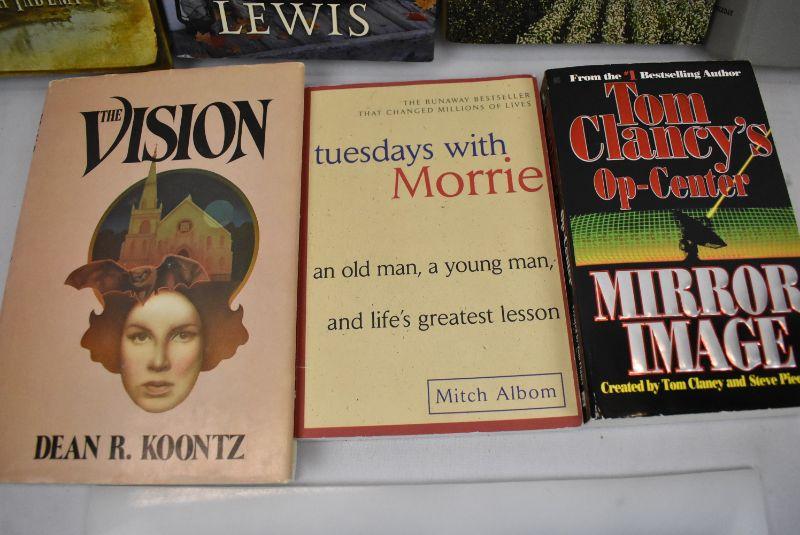 LEWIS
THE
VISION
DEAN R. KOONTZ
THE RUNAWAY BESTSELLER
THAT CHANGED MILLIONS OF LIVES
tuesdays with
Morrie
an old man, a young man,
and life's greatest lesson
Mitch Albom
From the #1 Bestselling Author
Tom
Clancy's
Op-Center
MIRROR
IMAGE
Created by Tom Clancy and Steve